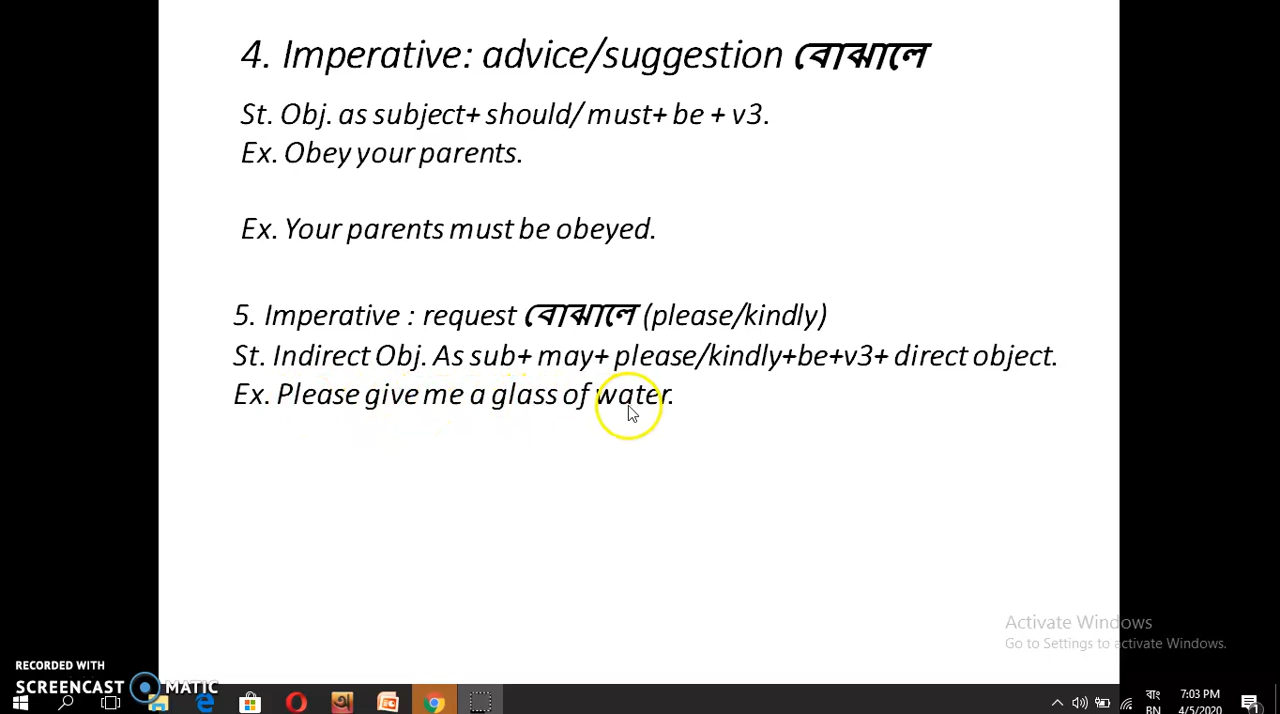 4. Imperative: advice/suggestion বোঝালে
St. Obj. as subject+ should/ must+ be + v3.
Ex. Obey your parents.
Ex. Your parents must be obeyed.
5. Imperative : request বোঝালে (please/kindly)
St. Indirect Obj. As sub+ may+ please/kindly+be+v3+ direct object.
Ex. Please give me a glass of water.
Activate Windows
Go to Settings to activate Windows.
RECORDED WITH
SCREENCAST MATIC
বাং
7:03 PM
BN
4/5/2020
1